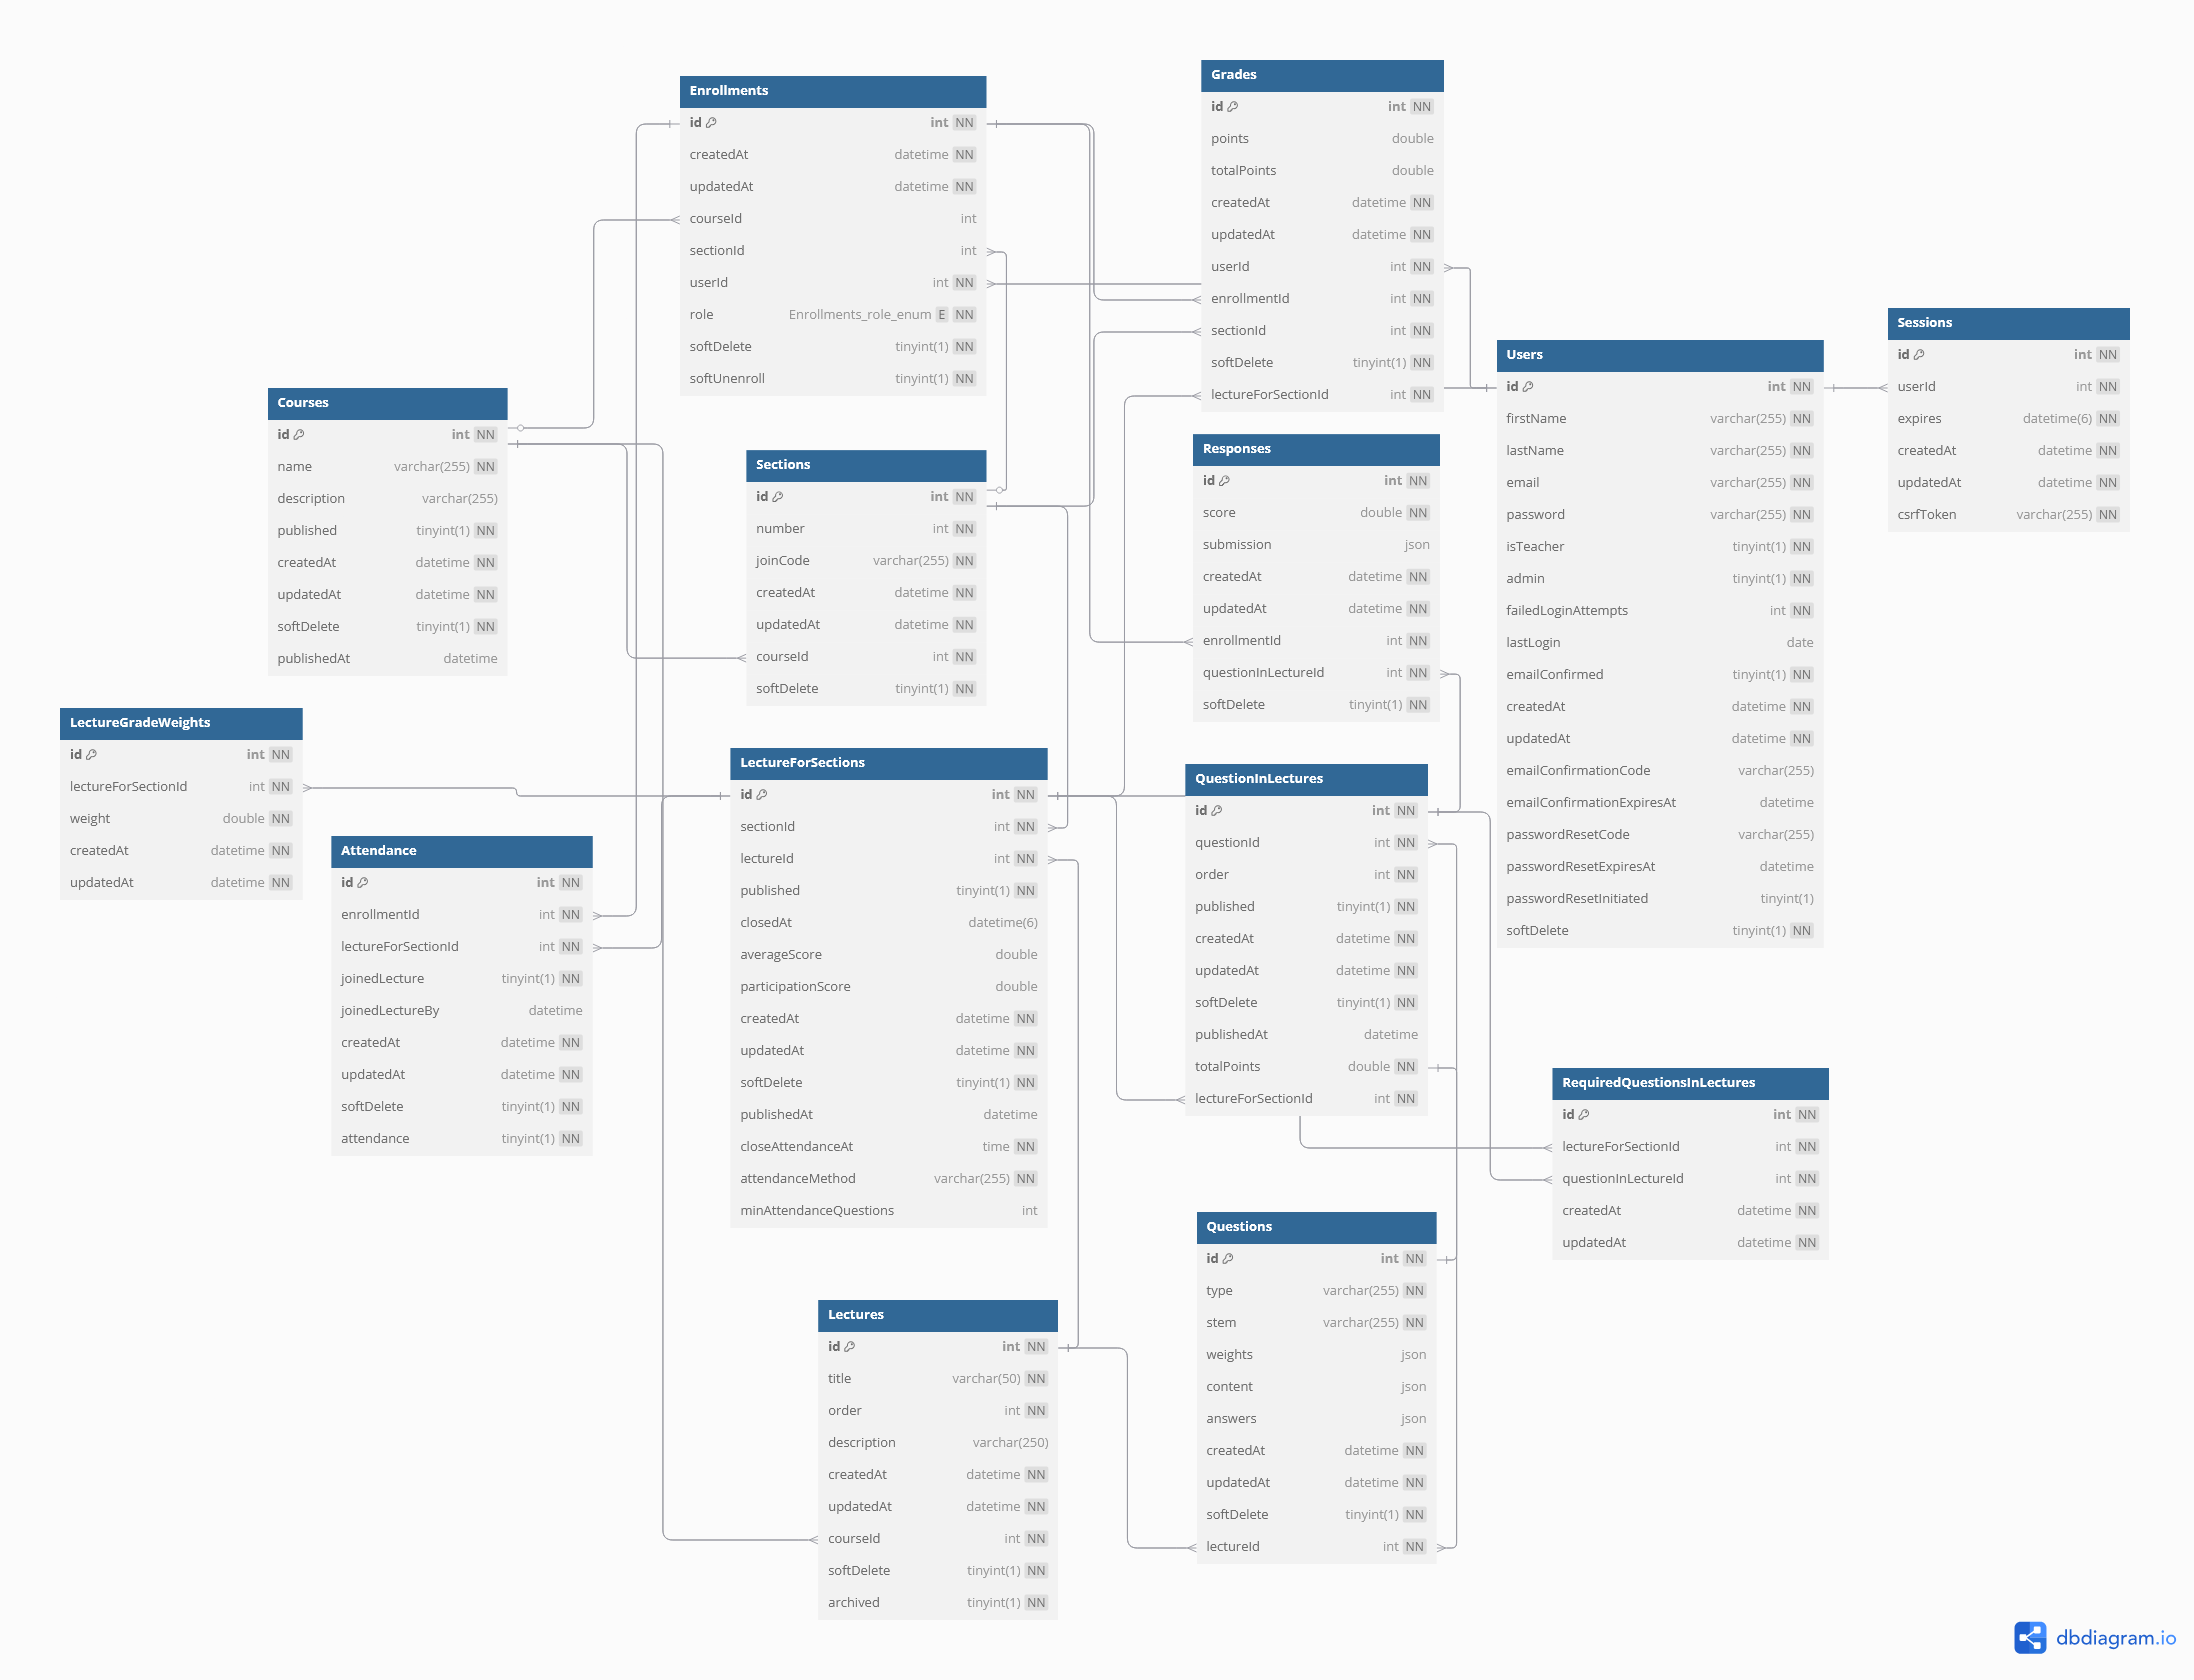 Enrollments
id int NN
createdAt datetime NN
updatedAt datetime NN
courseId int
sectionId int
userId int NN
role Enrollments_role_enum E NN
softDelete tinyint(1) NN
softUnenroll tinyint(1) NN
Grades
id int NN
points double
totalPoints double
createdAt datetime NN
updatedAt datetime NN
userId int NN
enrollmentId int NN
sectionId int NN
softDelete tinyint(1) NN
lectureForSectionId int NN
Sessions
id int NN
userId int NN
expires datetime(6) NN
createdAt datetime NN
updatedAt datetime NN
csrfToken varchar(255) NN
Users
id int NN
firstName varchar(255) NN
lastName varchar(255) NN
email varchar(255) NN
password varchar(255) NN
isTeacher tinyint(1) NN
admin tinyint(1) NN
failedLoginAttempts int NN
lastLogin date
emailConfirmed tinyint(1) NN
createdAt datetime NN
updatedAt datetime NN
emailConfirmationCode varchar(255)
emailConfirmationExpiresAt datetime
passwordResetCode varchar(255)
passwordResetExpiresAt datetime
passwordResetInitiated tinyint(1)
softDelete tinyint(1) NN
Courses
id int NN
name varchar(255) NN
description varchar(255)
published tinyint(1) NN
createdAt datetime NN
updatedAt datetime NN
softDelete tinyint(1) NN
publishedAt datetime
Sections
id int NN
number int NN
joinCode varchar(255) NN
createdAt datetime NN
updatedAt datetime NN
courseId int NN
softDelete tinyint(1) NN
Responses
id int NN
score double NN
submission json
createdAt datetime NN
updatedAt datetime NN
enrollmentId int NN
questionInLectureId int NN
softDelete tinyint(1) NN
LectureGradeWeights
id int NN
lectureForSectionId int NN
weight double NN
createdAt datetime NN
updatedAt datetime NN
Attendance
id int NN
enrollmentId int NN
lectureForSectionId int NN
joinedLecture tinyint(1) NN
joinedLectureBy datetime
createdAt datetime NN
updatedAt datetime NN
softDelete tinyint(1) NN
attendance tinyint(1) NN
LectureForSections
id int NN
sectionId int NN
lectureId int NN
published tinyint(1) NN
closedAt datetime(6)
averageScore double
participationScore double
createdAt datetime NN
updatedAt datetime NN
softDelete tinyint(1) NN
publishedAt datetime
closeAttendanceAt time NN
attendanceMethod varchar(255) NN
minAttendanceQuestions int
QuestionInLectures
id int NN
questionId int NN
order int NN
published tinyint(1) NN
createdAt datetime NN
updatedAt datetime NN
softDelete tinyint(1) NN
publishedAt datetime
totalPoints double NN
lectureForSectionId int NN
RequiredQuestionsInLectures
id int NN
lectureForSectionId int NN
questionInLectureId int NN
createdAt datetime NN
updatedAt datetime NN
Questions
id int NN
type varchar(255) NN
stem varchar(255) NN
weights json
content json
answers json
createdAt datetime NN
updatedAt datetime NN
softDelete tinyint(1) NN
lectureId int NN
Lectures
id int NN
title varchar(50) NN
order int NN
description varchar(250)
createdAt datetime NN
updatedAt datetime NN
courseId int NN
softDelete tinyint(1) NN
archived tinyint(1) NN
dbdiagram.io